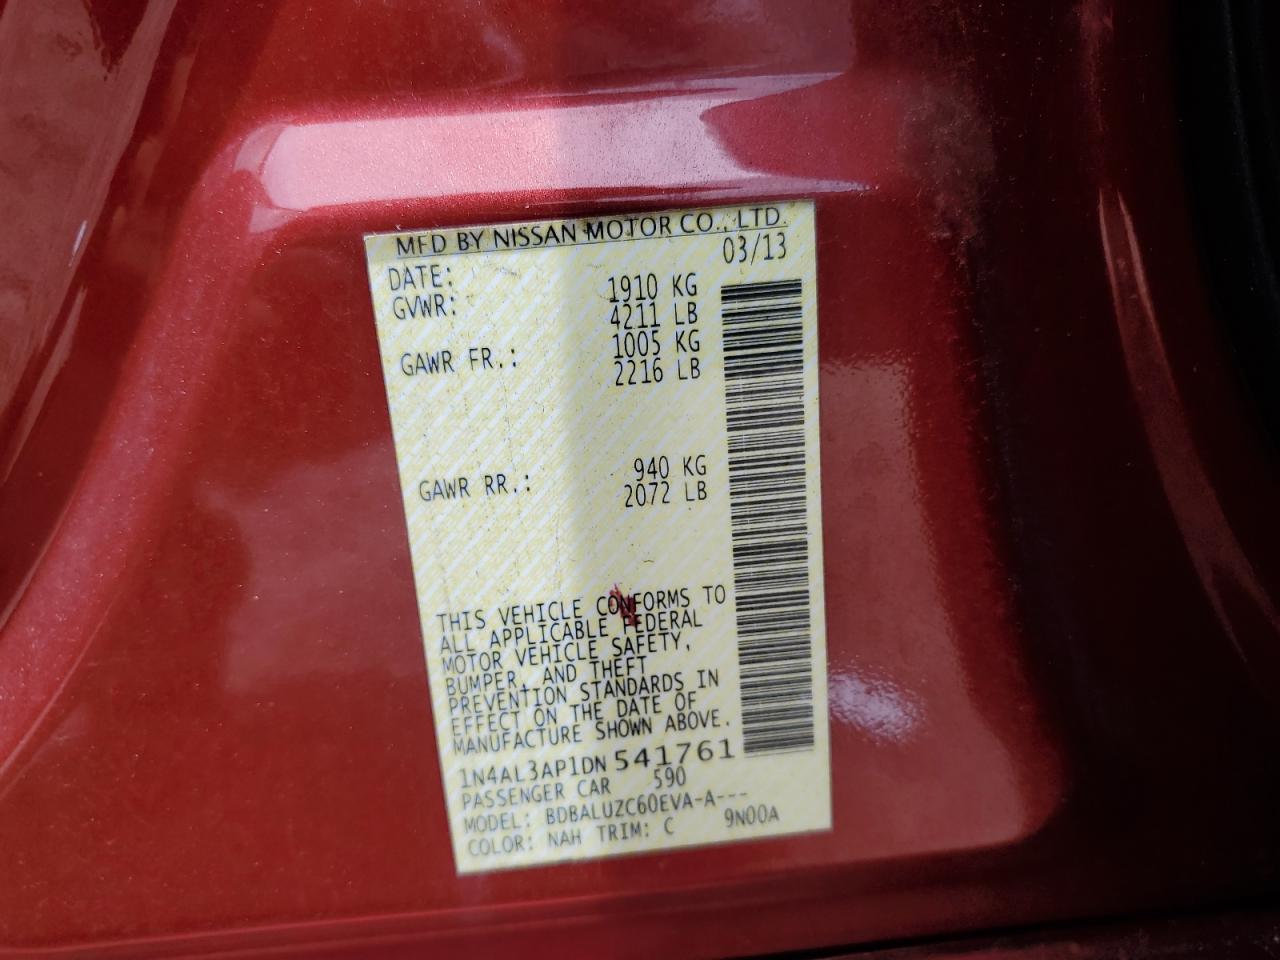 MFD BY NISSAN MOTOR CO., LTD.
DATE: 03/13
GVWR: 1910 KG
4211 LB
GAWR FR.: 1005 KG
2216 LB
GAWR RR.: 940 KG
2072 LB
THIS VEHICLE CONFORMS TO
ALL APPLICABLE FEDERAL
MOTOR VEHICLE SAFETY,
BUMPER, AND THEFT
PREVENTION STANDARDS IN
EFFECT ON THE DATE OF
MANUFACTURE SHOWN ABOVE.
1N4AL3AP1DN541761
PASSENGER CAR 590
MODEL: BDBALUZC60EVA-A---
COLOR: NAH TRIM: C 9N00A